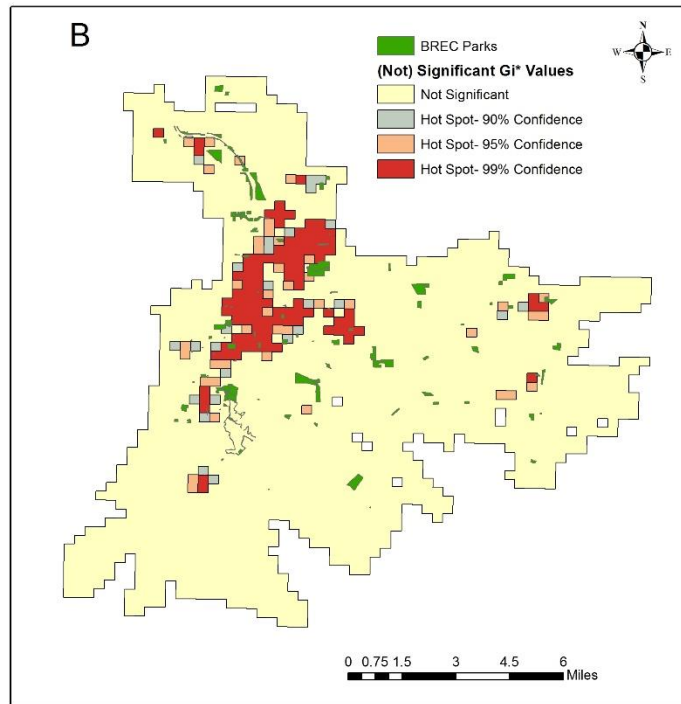 B
BREC Parks
(Not) Significant Gi* Values
Not Significant
Hot Spot- 90% Confidence
Hot Spot- 95% Confidence
Hot Spot- 99% Confidence
N
W E
S
0 0.75 1.5 3 4.5 6
Miles